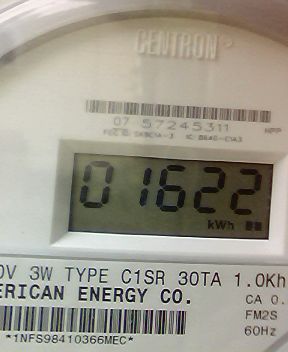 CENTRON
07 57245311
01622
kWh
0V 3W TYPE C1SR 30TA 1.0Kh
ERICAN ENERGY CO.
CA 0.
FM2S
60Hz
*1NFS98410366MEC*